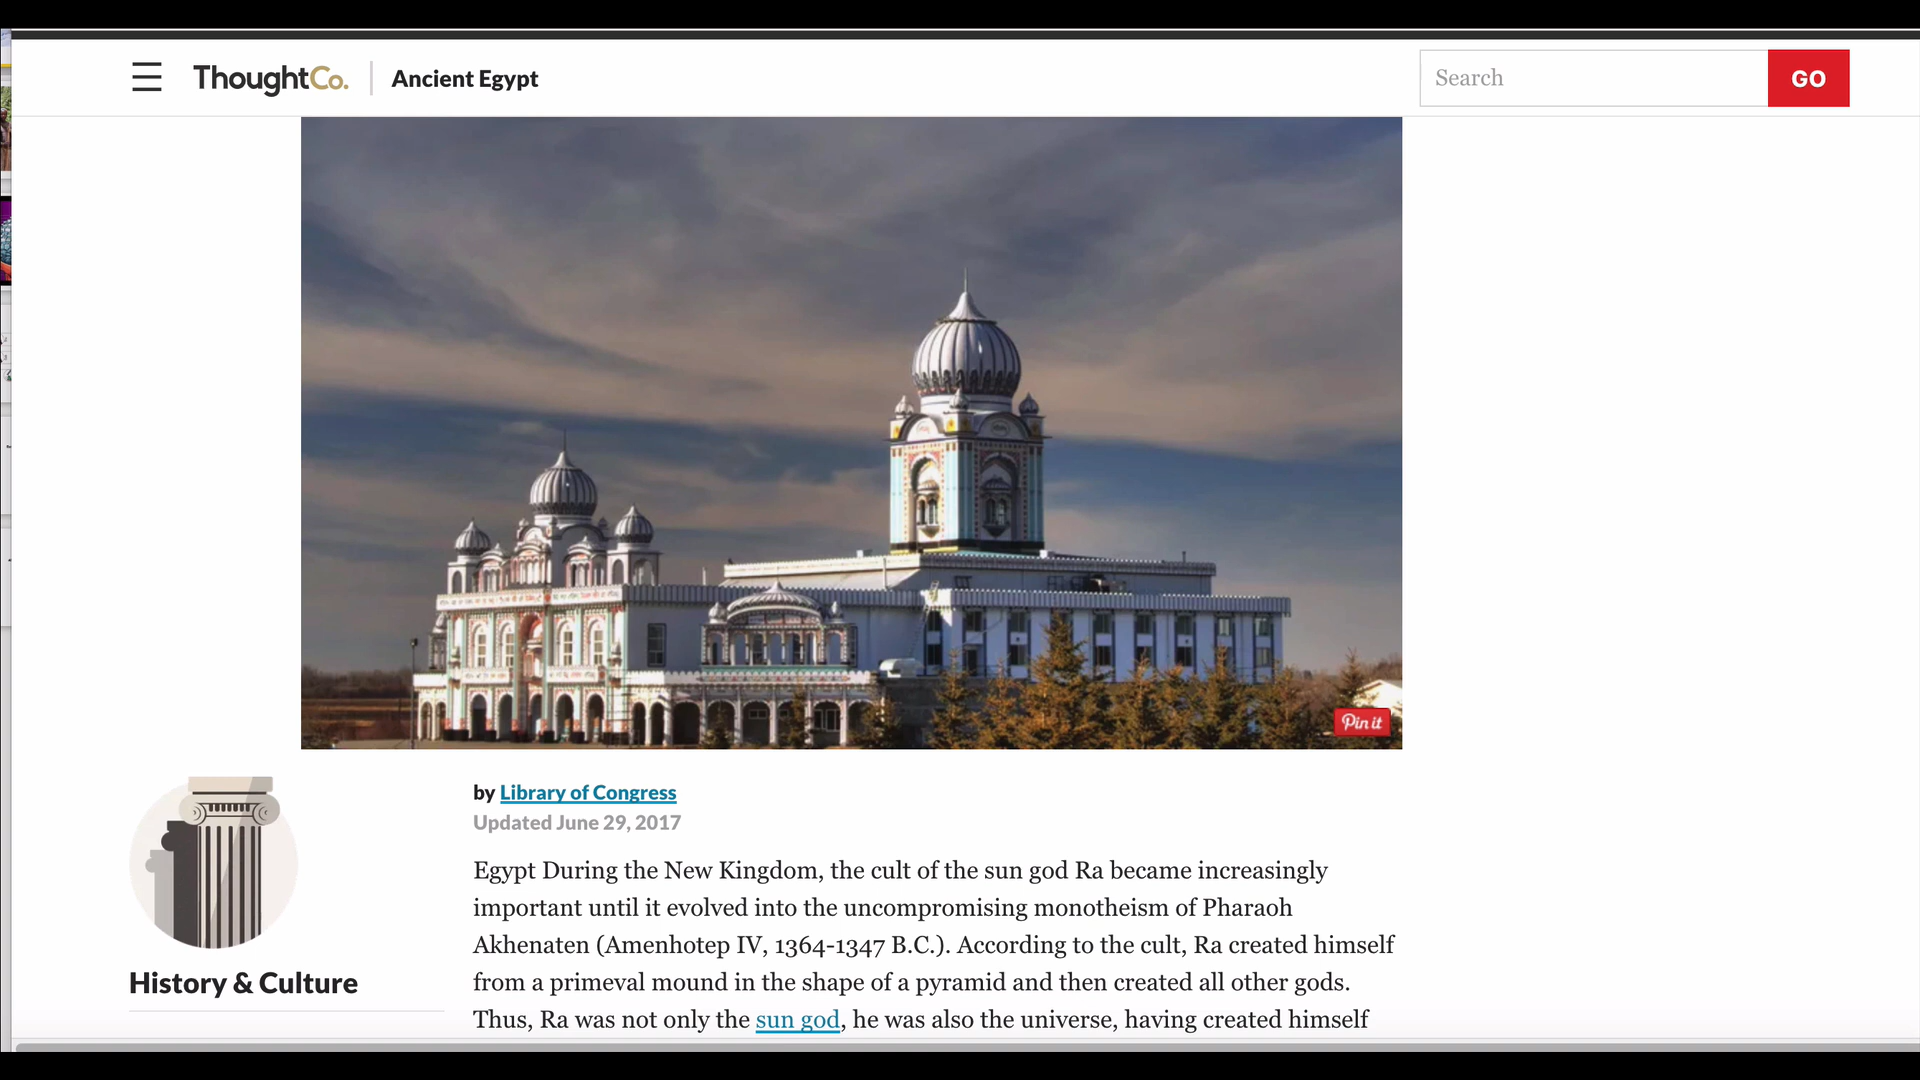 ThoughtCo. Ancient Egypt
Search GO
Pin it
by Library of Congress
Updated June 29, 2017
Egypt During the New Kingdom, the cult of the sun god Ra became increasingly
important until it evolved into the uncompromising monotheism of Pharaoh
Akhenaten (Amenhotep IV, 1364-1347 B.C.). According to the cult, Ra created himself
from a primeval mound in the shape of a pyramid and then created all other gods.
Thus, Ra was not only the sun god, he was also the universe, having created himself
History & Culture